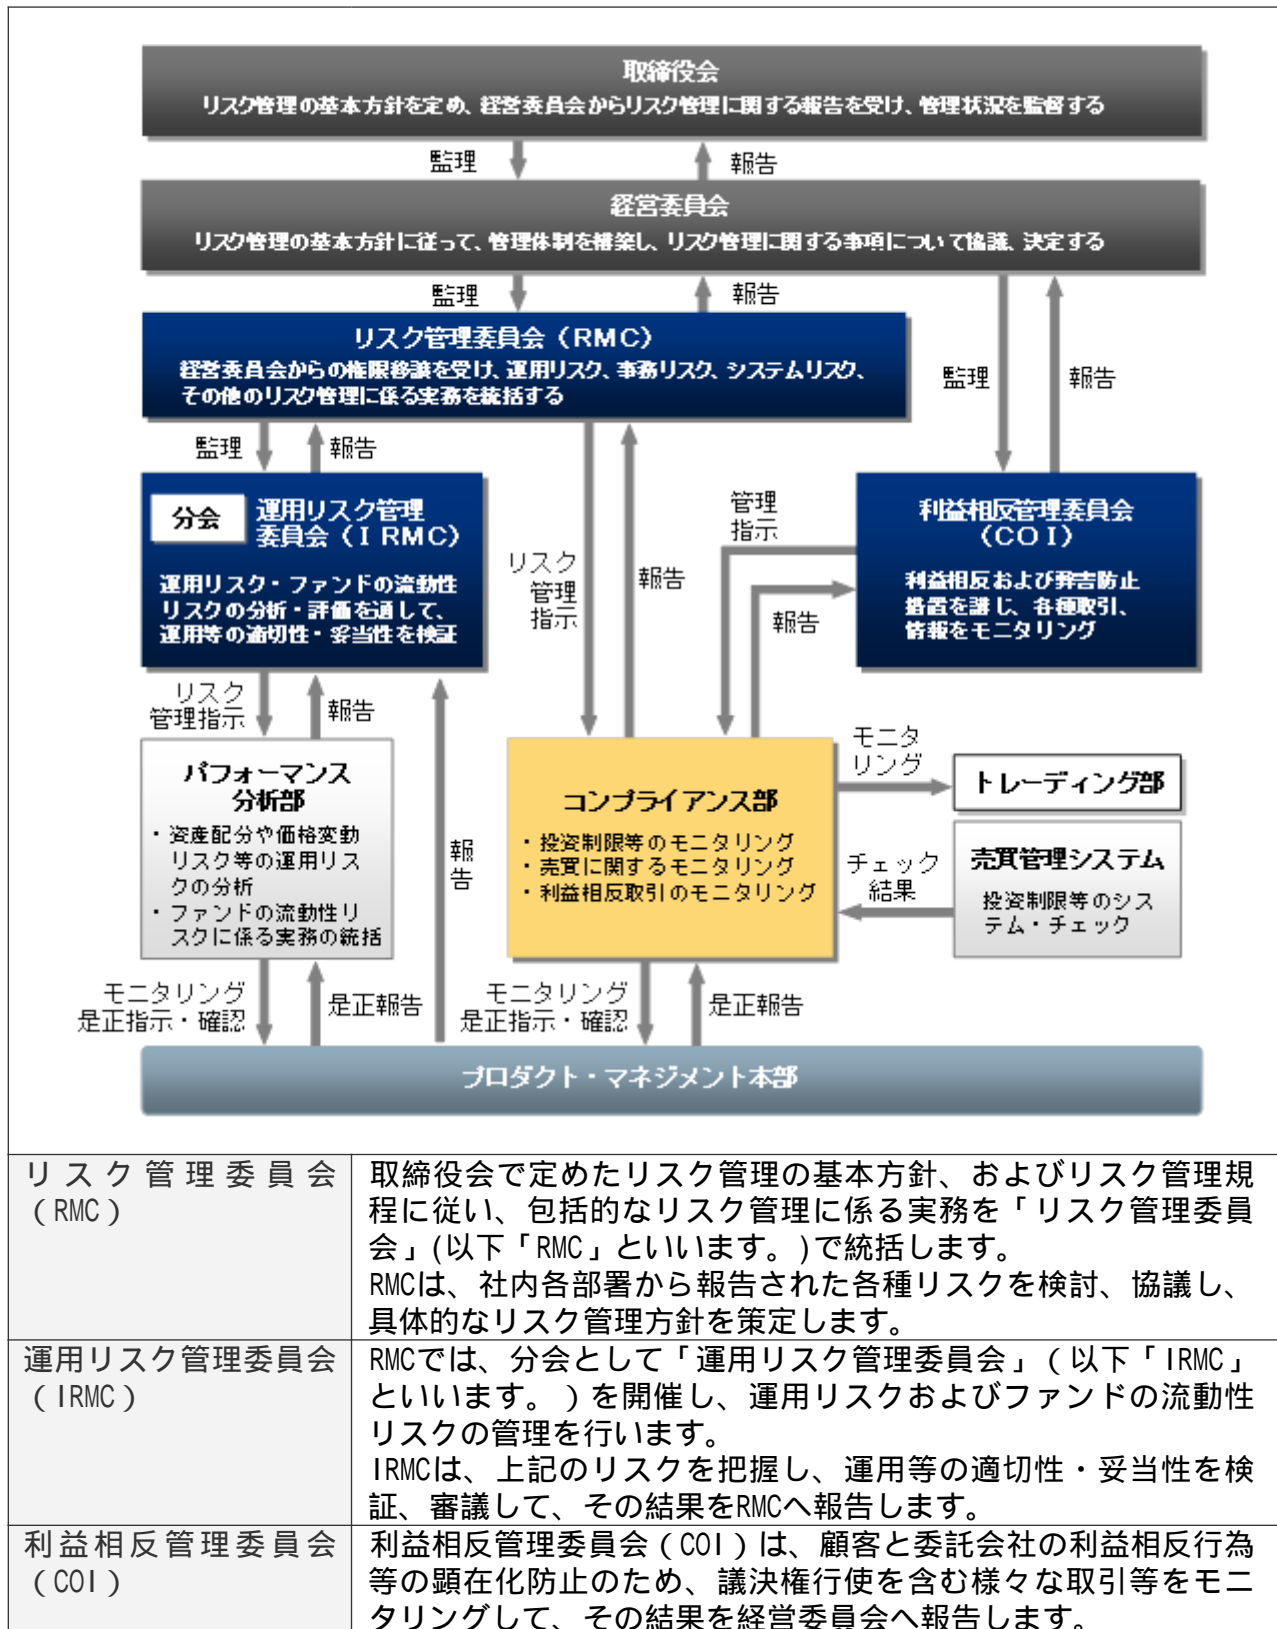 取締役会
リスク管理の基本方針を定め、経営委員会からリスク管理に関する報告を受け、管理状況を監督する
監理
報告
経営委員会
リスク管理の基本方針に従って、管理体制を構築し、リスク管理に関する事項について協議、決定する
監理
報告
監理
報告
リスク管理委員会（RMC）
経営委員会からの権限移譲を受け、運用リスク、事務リスク、システムリスク、
その他のリスク管理に係る実務を統括する
監理
報告
分会
運用リスク管理
委員会（IRMC）
運用リスク・ファンドの流動性
リスクの分析・評価を通して、
運用等の適切性・妥当性を検証
リスク
管理
指示
報告
管理
指示
報告
利益相反管理委員会
（COI）
利益相反および弊害防止
措置を講じ、各種取引、
情報をモニタリング
リスク
管理指示
報告
パフォーマンス
分析部
・資産配分や価格変動
リスク等の運用リス
クの分析
・ファンドの流動性リ
スクに係る実務の統括
報
告
コンプライアンス部
・投資制限等のモニタリング
・売買に関するモニタリング
・利益相反取引のモニタリング
モニタ
リング
トレーディング部
チェック
結果
売買管理システム
投資制限等のシス
テム・チェック
モニタリング
是正指示・確認
是正報告
モニタリング
是正指示・確認
是正報告
プロダクト・マネジメント本部
リスク管理委員会
（RMC）
取締役会で定めたリスク管理の基本方針、およびリスク管理規
程に従い、包括的なリスク管理に係る実務を「リスク管理委員
会」(以下「RMC」といいます。)で統括します。
RMCは、社内各部署から報告された各種リスクを検討、協議し、
具体的なリスク管理方針を策定します。
運用リスク管理委員会
（IRMC）
RMCでは、分会として「運用リスク管理委員会」（以下「IRMC」
といいます。）を開催し、運用リスクおよびファンドの流動性
リスクの管理を行います。
IRMCは、上記のリスクを把握し、運用等の適切性・妥当性を検
証、審議して、その結果をRMCへ報告します。
利益相反管理委員会
（COI）
利益相反管理委員会（COI）は、顧客と委託会社の利益相反行為
等の顕在化防止のため、議決権行使を含む様々な取引等をモニ
タリングして、その結果を経営委員会へ報告します。